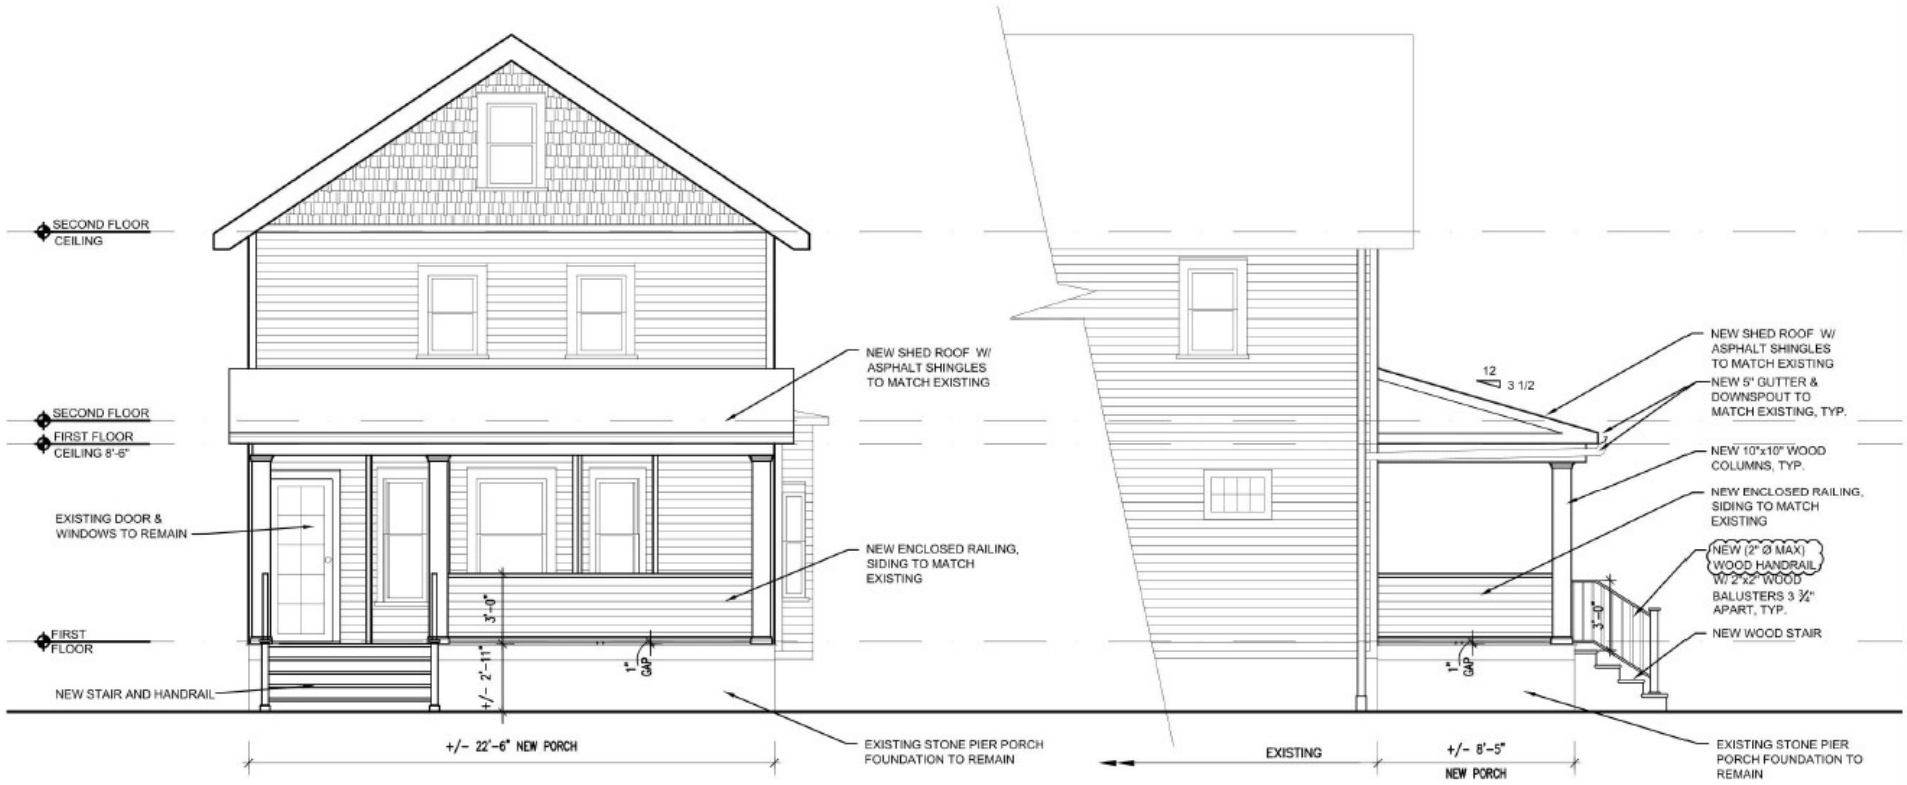 SECOND FLOOR
CEILING
SECOND FLOOR
FIRST FLOOR
CEILING 8'-6"
EXISTING DOOR &
WINDOWS TO REMAIN
FIRST
FLOOR
NEW STAIR AND HANDRAIL
NEW SHED ROOF W/
ASPHALT SHINGLES
TO MATCH EXISTING
NEW ENCLOSED RAILING,
SIDING TO MATCH
EXISTING
3'-0"
+/- 2'-11"
1"
GAP
+/- 22'-6" NEW PORCH
EXISTING STONE PIER PORCH
FOUNDATION TO REMAIN
12
3 1/2
NEW SHED ROOF W/
ASPHALT SHINGLES
TO MATCH EXISTING
NEW 5" GUTTER &
DOWNSPOUT TO
MATCH EXISTING, TYP.
NEW 10"x10" WOOD
COLUMNS, TYP.
NEW ENCLOSED RAILING,
SIDING TO MATCH
EXISTING
NEW (2" Ø MAX)
WOOD HANDRAIL
W/ 2"x2" WOOD
BALUSTERS 3 ¾"
APART, TYP.
NEW WOOD STAIR
3'-0"
1"
GAP
EXISTING
+/- 8'-5"
NEW PORCH
EXISTING STONE PIER
PORCH FOUNDATION TO
REMAIN